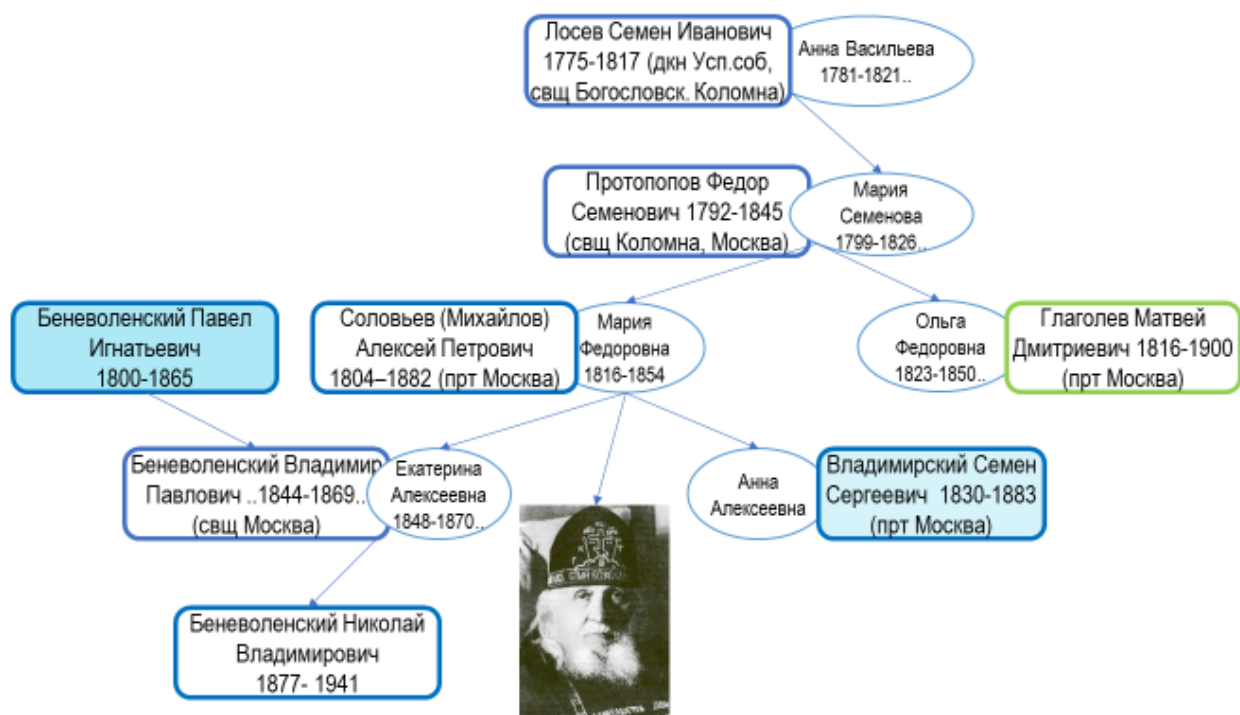 Лосев Семен Иванович
1775-1817 (дкн Усп.соб,
свщ Богословск. Коломна)
Анна Васильева
1781-1821..
Протопопов Федор
Семенович 1792-1845
(свщ Коломна, Москва)
Мария
Семенова
1799-1826..
Беневоленский Павел
Игнатьевич
1800-1865
Соловьев (Михайлов)
Алексей Петрович
1804–1882 (прт Москва)
Мария
Федоровна
1816-1854
Ольга
Федоровна
1823-1850..
Глаголев Матвей
Дмитриевич 1816-1900
(прт Москва)
Беневоленский Владимир
Павлович ..1844-1869..
(свщ Москва)
Екатерина
Алексеевна
1848-1870..
Анна
Алексеевна
Владимирский Семен
Сергеевич 1830-1883
(прт Москва)
Беневоленский Николай
Владимирович
1877- 1941